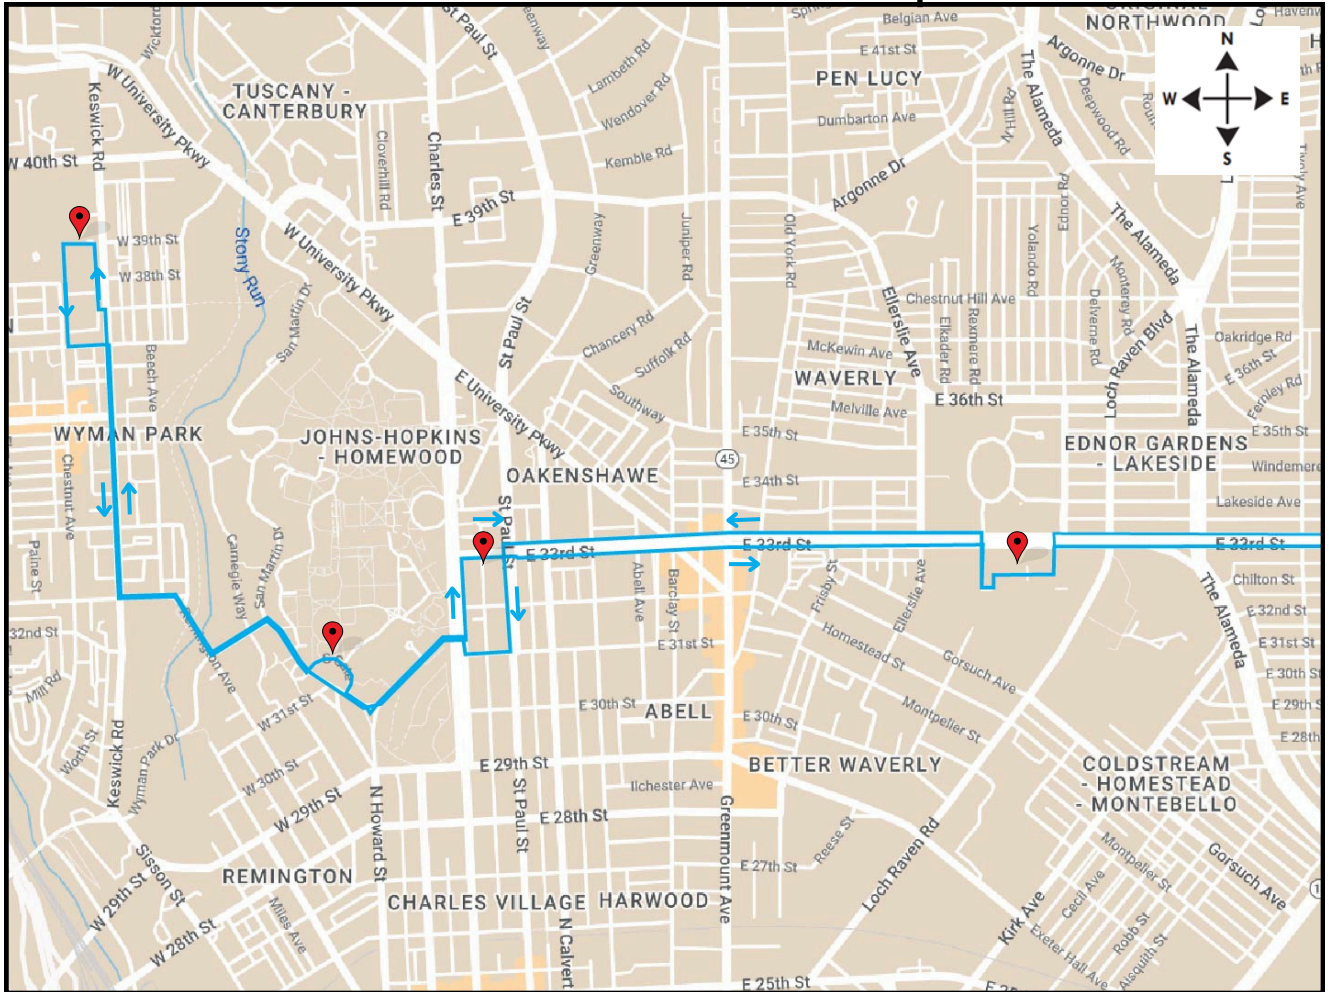 ORIGINAL
NORTHWOOD
Belgian Ave
E 41st St
St Paul St
Lambeth Rd
Wendover Rd
Kemble Rd
PEN LUCY
Dumbarton Ave
Argonne Dr
The Alameda
Argonne Dr
Deepwood Rd
N
W
E
S
W University Pkwy
TUSCANY -
CANTERBURY
Keswick Rd
W 40th St
Cloverhill Rd
Charles St
E 39th St
Greenway
Juniper Rd
Old York Rd
Ednor Rd
Yolando Rd
The Alameda
Tivoly Ave
W 39th St
W 38th St
Stony Run
W University Pkwy
San Martin Dr
St Paul St
Chancery Rd
Suffolk Rd
Ellerslie Ave
Chestnut Hill Ave
Elkader Rd
Rexmere Rd
Delverne Rd
Monterey Rd
Loch Raven Blvd
The Alameda
Oakridge Rd
E 36th St
Fernley Rd
McKewin Ave
WAVERLY
Melville Ave
E 36th St
Beech Ave
WYMAN PARK
Chestnut Ave
JOHNS-HOPKINS
- HOMEWOOD
E University Pkwy
Southway
OAKENSHAWE
E 35th St
45
E 34th St
EDNOR GARDENS
- LAKESIDE
E 35th St
Windemere
Lakeside Ave
St Paul St
E 33rd St
E 33rd St
E 33rd St
Paine St
Carnegie Way
San Martin Dr
Remington Ave
Abell Ave
Barclay St
Frisby St
Ellerslie Ave
The Alameda
Chilton St
E 32nd St
E 31st St
E 30th St
E 29th S
E 28th
32nd St
Mill Rd
Worth St
Keswick Rd
Wyman Park Dr
W 31st St
W 30th St
W 29th St
E 31st St
Homestead St
Gorsuch Ave
Montpelier St
E 30th St
ABELL
E 30th St
E 29th St
BETTER WAVERLY
COLDSTREAM
- HOMESTEAD
- MONTEBELLO
Ilchester Ave
N Howard St
St Paul St
E 28th St
Greenmount Ave
Reese St
E 27th St
Loch Raven Rd
Montpelier St
Gorsuch Ave
Sisson St
REMINGTON
CHARLES VILLAGE
HARWOOD
W 29th St
W 28th St
Miles Ave
N Calvert
Kirk Ave
Cecil Ave
Robb St
Exeter Hall Ave
Aisquith St
E 25th St